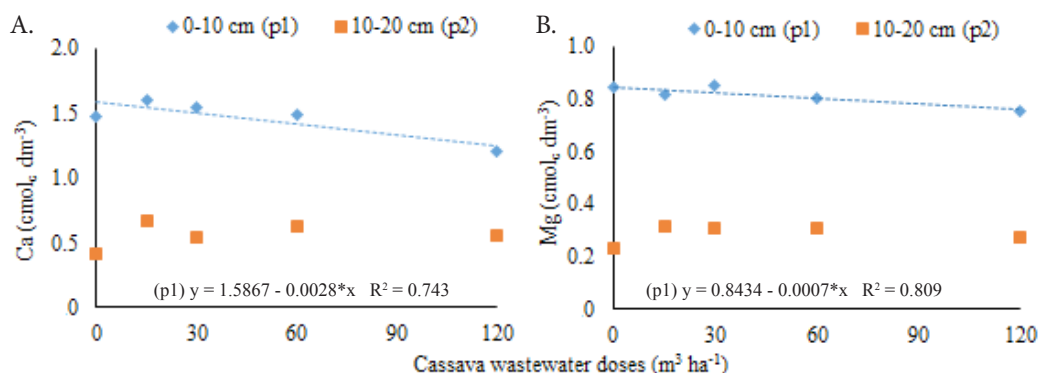 A.
0-10 cm (p1) 10-20 cm (p2)
2.0
1.5
1.0
0.5
0
Ca (cmolc dm-3)
(p1) y = 1.5867 - 0.0028*x R2 = 0.743
0 30 60 90 120
B.
0-10 cm (p1) 10-20 cm (p2)
1.0
0.8
0.6
0.4
0.2
0
Mg (cmolc dm-3)
(p1) y = 0.8434 - 0.0007*x R2 = 0.809
0 30 60 90 120
Cassava wastewater doses (m3 ha-1)